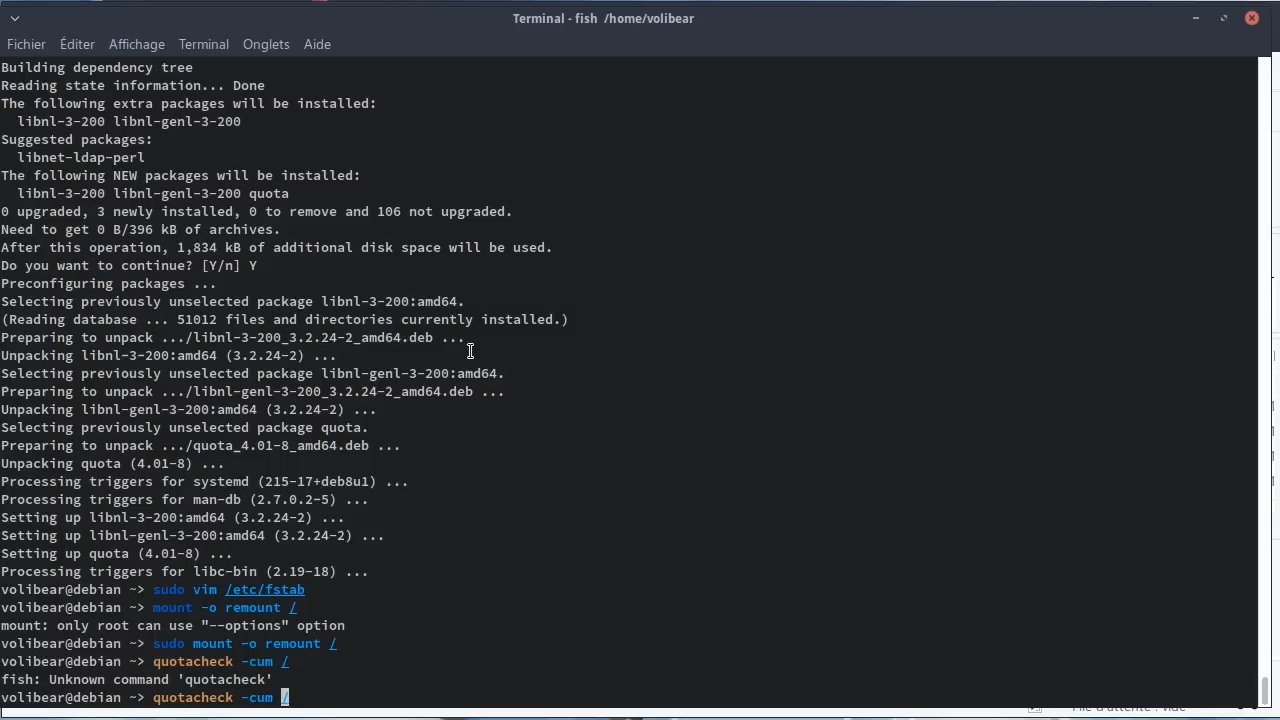 Terminal - fish /home/volibear
Fichier Éditer Affichage Terminal Onglets Aide
Building dependency tree
Reading state information... Done
The following extra packages will be installed:
libnl-3-200 libnl-genl-3-200
Suggested packages:
libnet-ldap-perl
The following NEW packages will be installed:
libnl-3-200 libnl-genl-3-200 quota
0 upgraded, 3 newly installed, 0 to remove and 106 not upgraded.
Need to get 0 B/396 kB of archives.
After this operation, 1,834 kB of additional disk space will be used.
Do you want to continue? [Y/n] Y
Preconfiguring packages ...
Selecting previously unselected package libnl-3-200:amd64.
(Reading database ... 51012 files and directories currently installed.)
Preparing to unpack .../libnl-3-200_3.2.24-2_amd64.deb ...
Unpacking libnl-3-200:amd64 (3.2.24-2) ...
Selecting previously unselected package libnl-genl-3-200:amd64.
Preparing to unpack .../libnl-genl-3-200_3.2.24-2_amd64.deb ...
Unpacking libnl-genl-3-200:amd64 (3.2.24-2) ...
Selecting previously unselected package quota.
Preparing to unpack .../quota_4.01-8_amd64.deb ...
Unpacking quota (4.01-8) ...
Processing triggers for systemd (215-17+deb8u1) ...
Processing triggers for man-db (2.7.0.2-5) ...
Setting up libnl-3-200:amd64 (3.2.24-2) ...
Setting up libnl-genl-3-200:amd64 (3.2.24-2) ...
Setting up quota (4.01-8) ...
Processing triggers for libc-bin (2.19-18) ...
volibear@debian ~> sudo vim /etc/fstab
volibear@debian ~> mount -o remount /
mount: only root can use "--options" option
volibear@debian ~> sudo mount -o remount /
volibear@debian ~> quotacheck -cum /
fish: Unknown command 'quotacheck'
volibear@debian ~> quotacheck -cum /